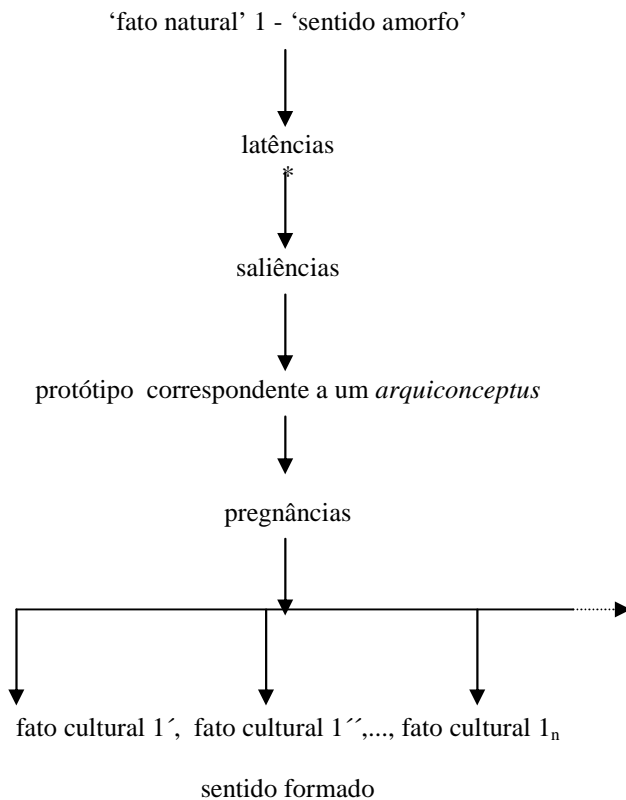 ‘fato natural’ 1 - ‘sentido amorfo’
latências
*
saliências
protótipo correspondente a um arquiconceptus
pregnâncias
fato cultural 1´, fato cultural 1´´,..., fato cultural 1n
sentido formado